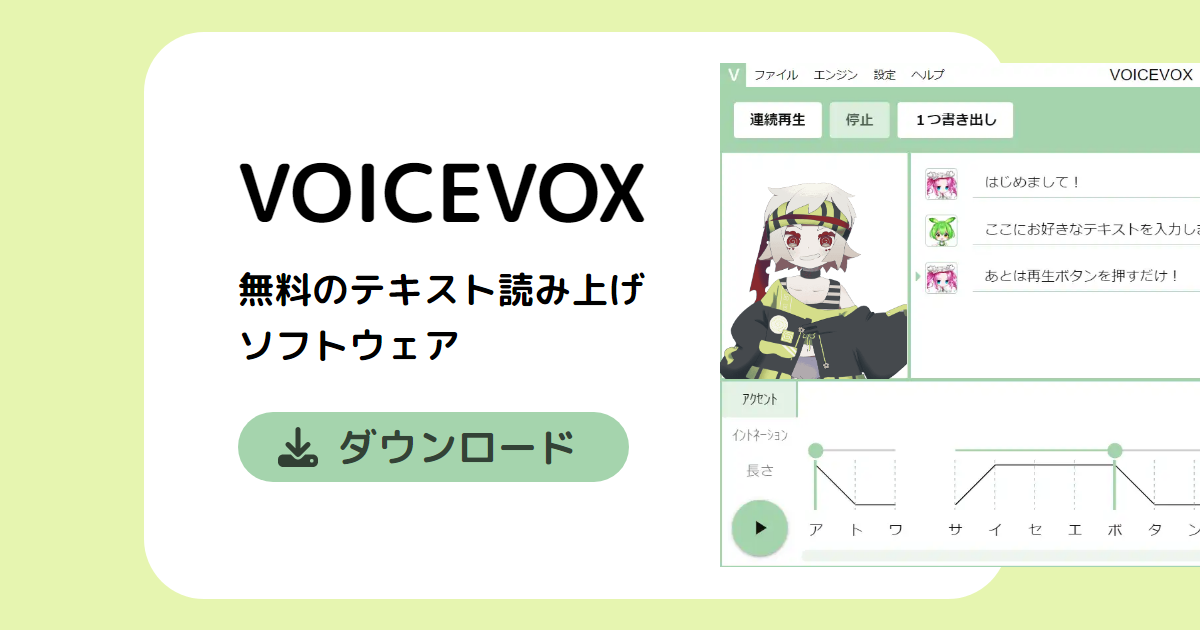 VOICEVOX
無料のテキスト読み上げ
ソフトウェア
ダウンロード
V ファイル エンジン 設定 ヘルプ VOICEVOX
連続再生 停止 1つ書き出し
はじめまして！
ここにお好きなテキストを入力しま
あとは再生ボタンを押すだけ！
アクセント
イントネーション
長さ
ア ト ワ サ イ セ エ ボ タ ン